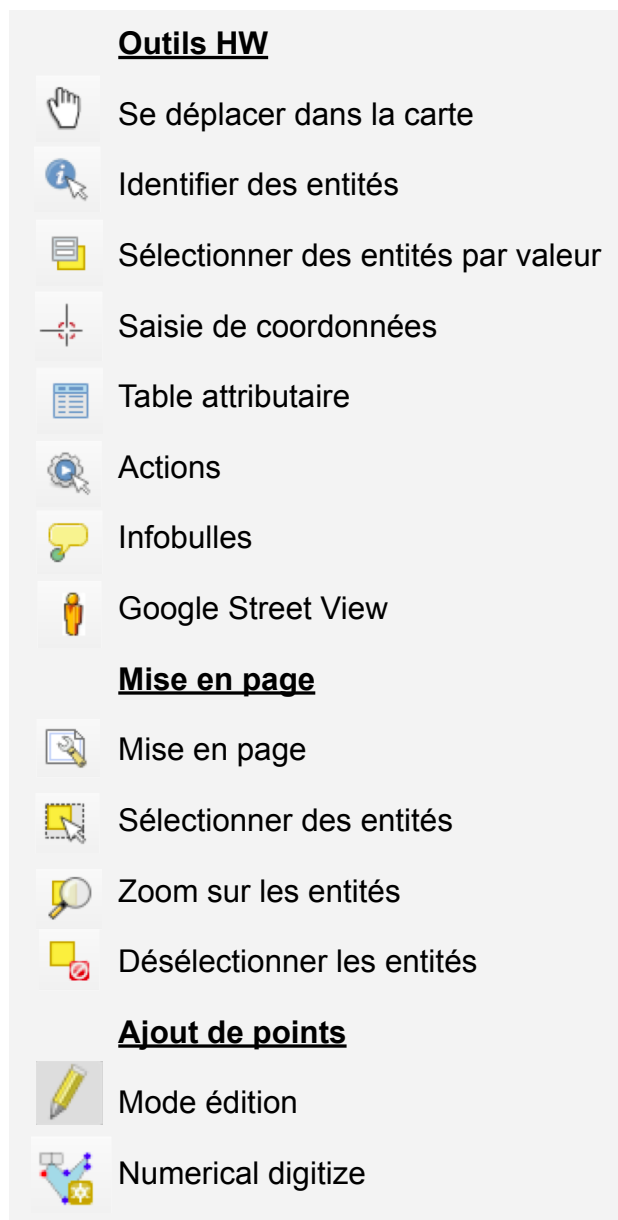 Outils HW
Se déplacer dans la carte
Identifier des entités
Sélectionner des entités par valeur
Saisie de coordonnées
Table attributaire
Actions
Infobulles
Google Street View
Mise en page
Mise en page
Sélectionner des entités
Zoom sur les entités
Désélectionner les entités
Ajout de points
Mode édition
Numerical digitize